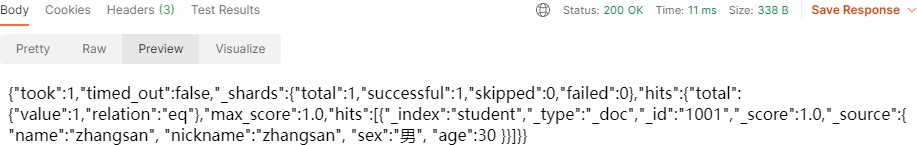 Body Cookies Headers (3) Test Results Status: 200 OK Time: 11 ms Size: 338 B Save Response
Pretty Raw Preview Visualize
{"took":1,"timed_out":false,"_shards":{"total":1,"successful":1,"skipped":0,"failed":0},"hits":{"total":
{"value":1,"relation":"eq"},"max_score":1.0,"hits":[{"_index":"student","_type":"_doc","_id":"1001","_score":1.0,"_source":{
"name":"zhangsan", "nickname":"zhangsan", "sex":"男", "age":30 }}]}}